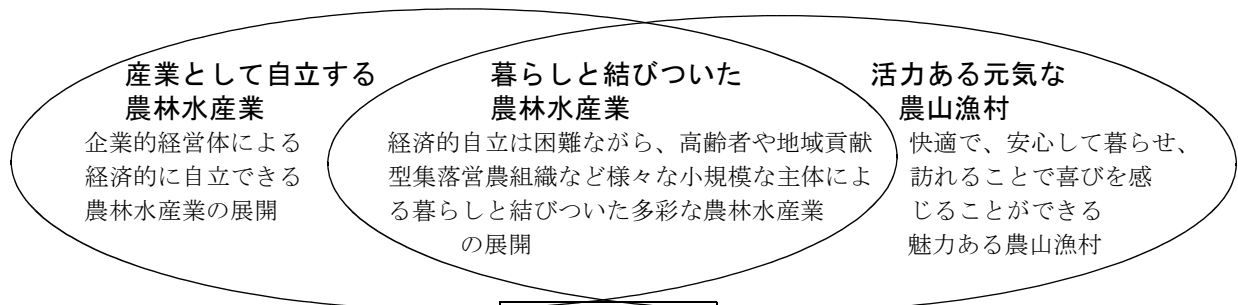 産業として自立する
農林水産業
企業的経営体による
経済的に自立できる
農林水産業の展開
暮らしと結びついた
農林水産業
経済的自立は困難ながら、高齢者や地域貢献
型集落営農組織など様々な小規模な主体によ
る暮らしと結びついた多彩な農林水産業
の展開
活力ある元気な
農山漁村
快適で、安心して暮らせ、
訪れることで喜びを感
じることができる
魅力ある農山漁村